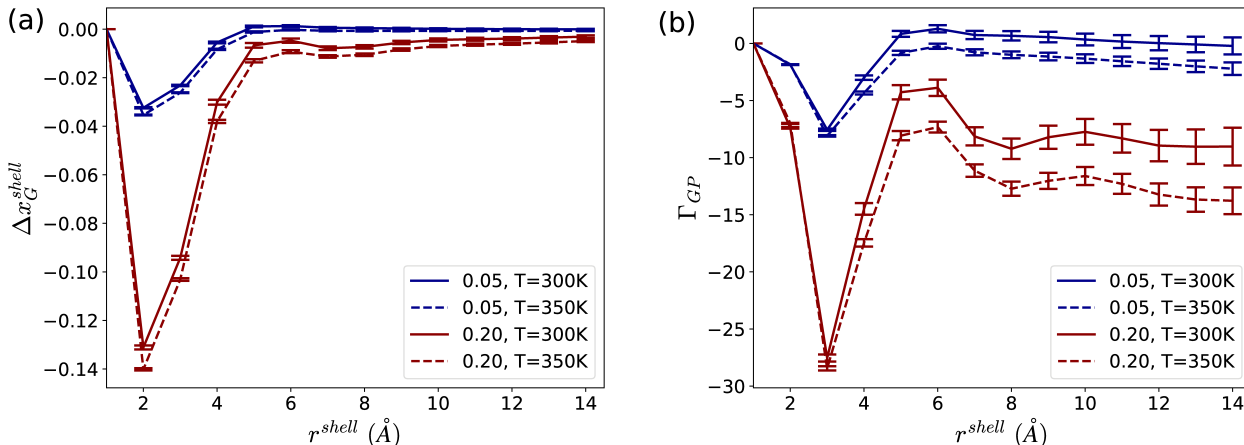 (a)
0.00
−0.02
−0.04
−0.06
−0.08
−0.10
−0.12
−0.14
Δx_G^{shell}
2 4 6 8 10 12 14
r^{shell} (Å)
0.05, T=300K
0.05, T=350K
0.20, T=300K
0.20, T=350K
(b)
0
−5
−10
−15
−20
−25
−30
Γ_{GP}
2 4 6 8 10 12 14
r^{shell} (Å)
0.05, T=300K
0.05, T=350K
0.20, T=300K
0.20, T=350K